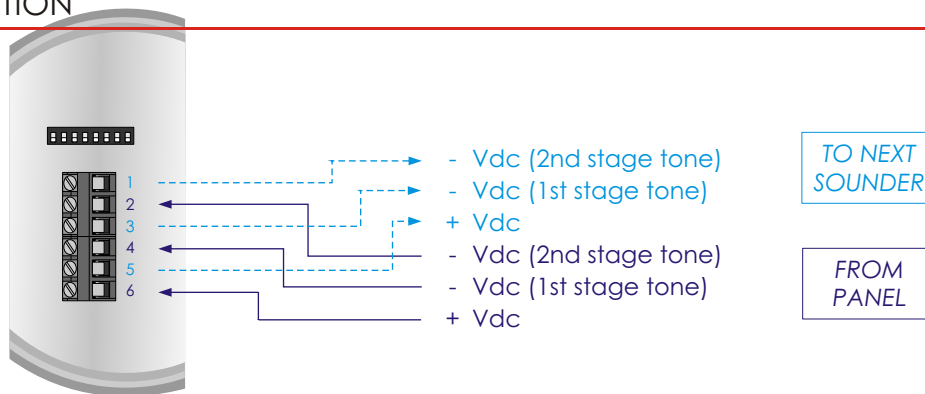 1
2
3
4
5
6
- Vdc (2nd stage tone)
- Vdc (1st stage tone)
+ Vdc
- Vdc (2nd stage tone)
- Vdc (1st stage tone)
+ Vdc
TO NEXT
SOUNDER
FROM
PANEL